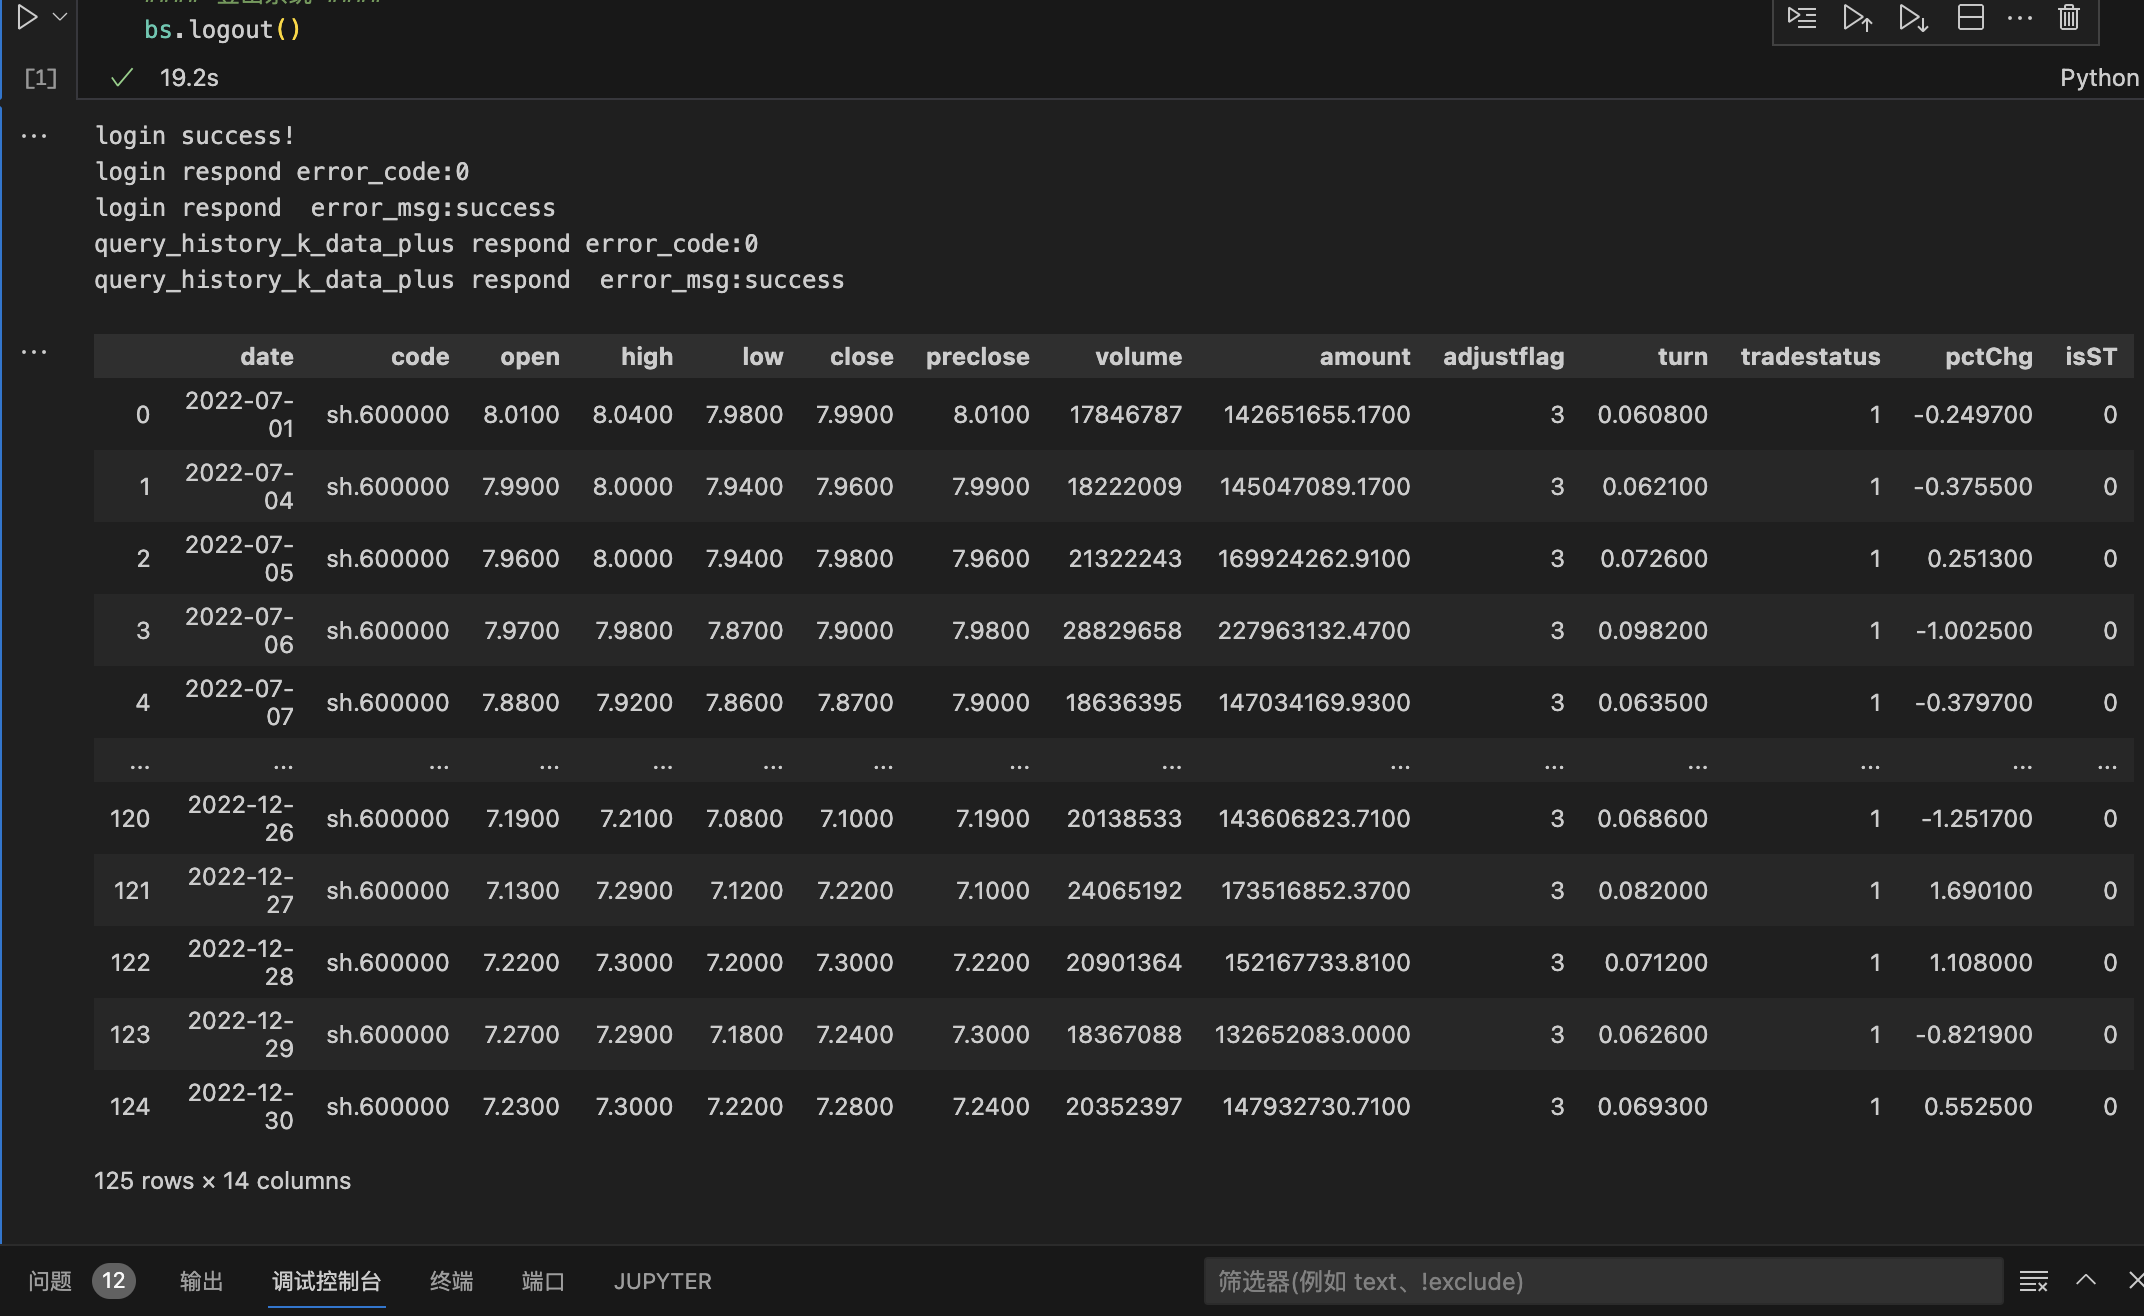 bs.logout()
[1]
19.2s
Python
login success!
login respond error_code:0
login respond  error_msg:success
query_history_k_data_plus respond error_code:0
query_history_k_data_plus respond  error_msg:success
date code open high low close preclose volume amount adjustflag turn tradestatus pctChg isST
0 2022-07-01 sh.600000 8.0100 8.0400 7.9800 7.9900 8.0100 17846787 142651655.1700 3 0.060800 1 -0.249700 0
1 2022-07-04 sh.600000 7.9900 8.0000 7.9400 7.9600 7.9900 18222009 145047089.1700 3 0.062100 1 -0.375500 0
2 2022-07-05 sh.600000 7.9600 8.0000 7.9400 7.9800 7.9600 21322243 169924262.9100 3 0.072600 1 0.251300 0
3 2022-07-06 sh.600000 7.9700 7.9800 7.8700 7.9000 7.9800 28829658 227963132.4700 3 0.098200 1 -1.002500 0
4 2022-07-07 sh.600000 7.8800 7.9200 7.8600 7.8700 7.9000 18636395 147034169.9300 3 0.063500 1 -0.379700 0
... ... ... ... ... ... ... ... ... ... ... ... ... ... ...
120 2022-12-26 sh.600000 7.1900 7.2100 7.0800 7.1000 7.1900 20138533 143606823.7100 3 0.068600 1 -1.251700 0
121 2022-12-27 sh.600000 7.1300 7.2900 7.1200 7.2200 7.1000 24065192 173516852.3700 3 0.082000 1 1.690100 0
122 2022-12-28 sh.600000 7.2200 7.3000 7.2000 7.3000 7.2200 20901364 152167733.8100 3 0.071200 1 1.108000 0
123 2022-12-29 sh.600000 7.2700 7.2900 7.1800 7.2400 7.3000 18367088 132652083.0000 3 0.062600 1 -0.821900 0
124 2022-12-30 sh.600000 7.2300 7.3000 7.2200 7.2800 7.2400 20352397 147932730.7100 3 0.069300 1 0.552500 0
125 rows × 14 columns
问题 12 输出 调试控制台 终端 端口 JUPYTER 筛选器(例如 text、!exclude)